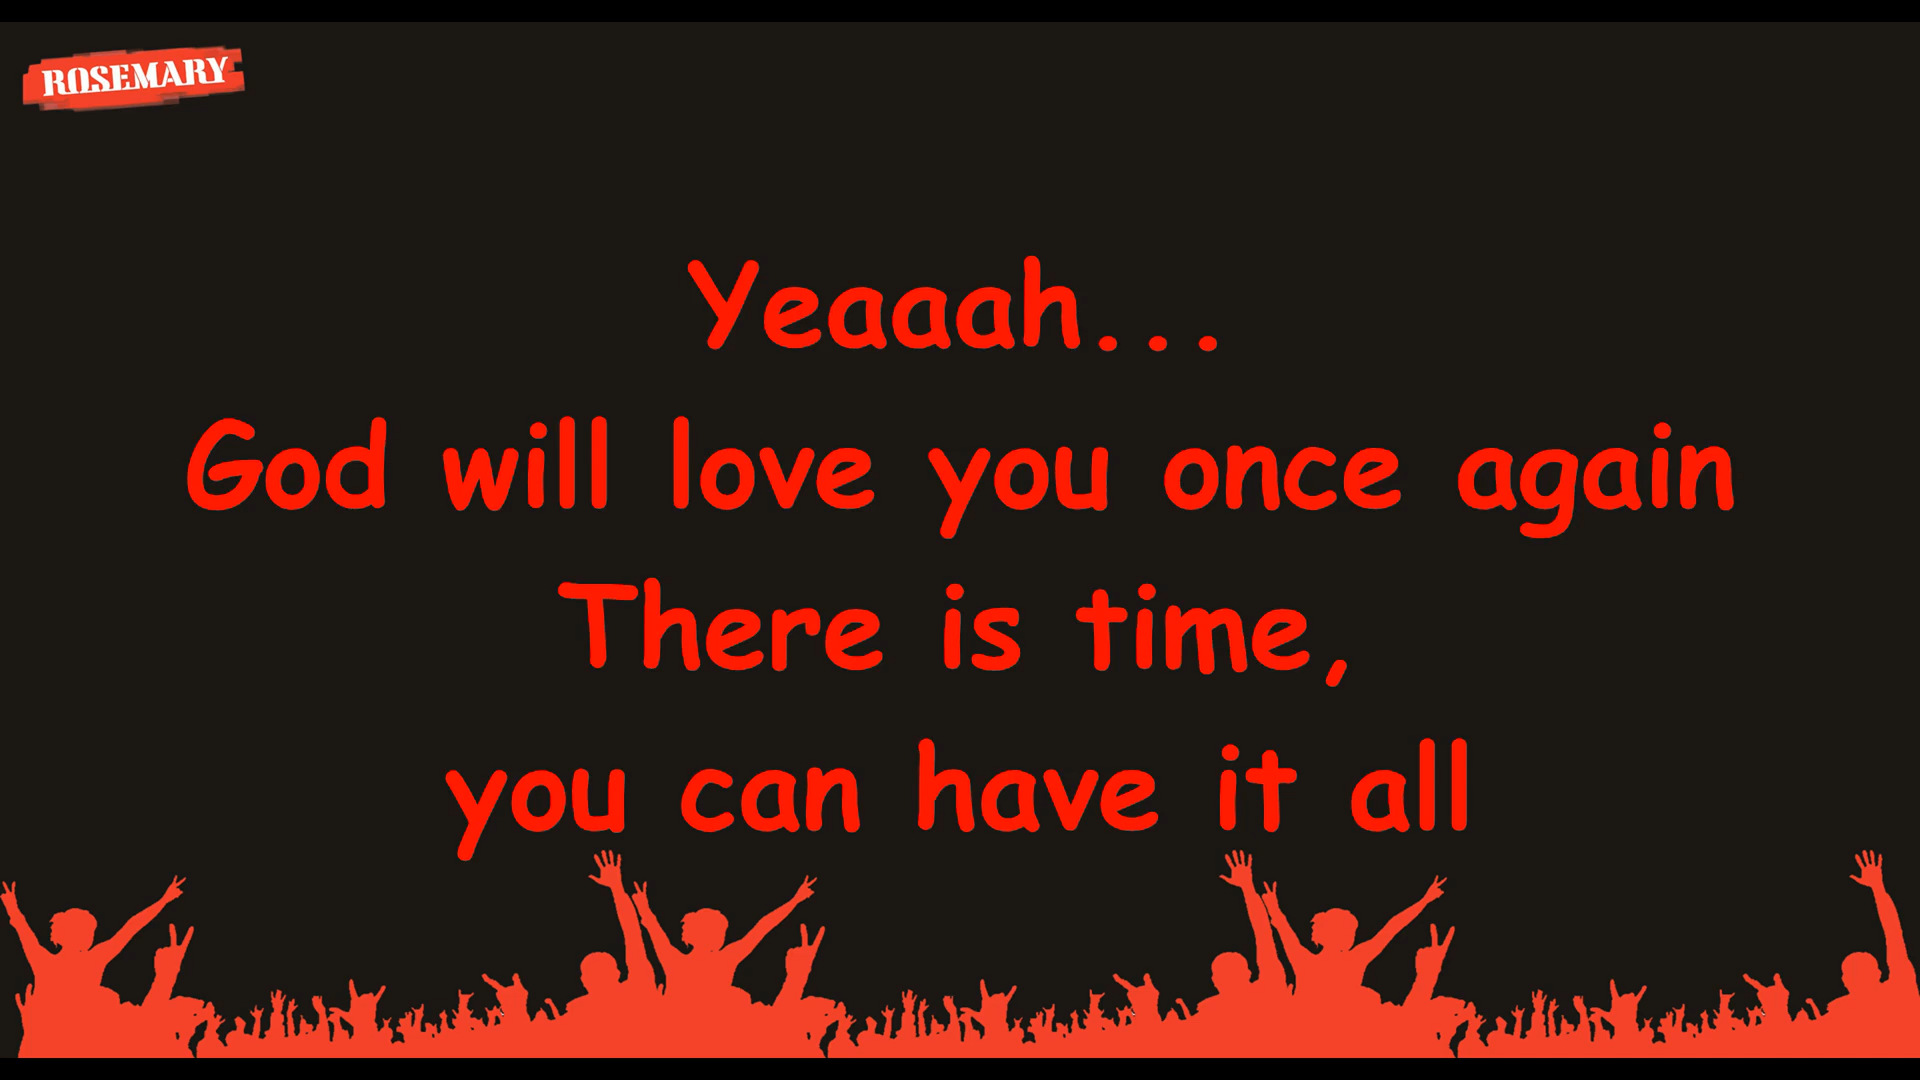 ROSEMARY
Yeaaah...
God will love you once again
There is time,
you can have it all